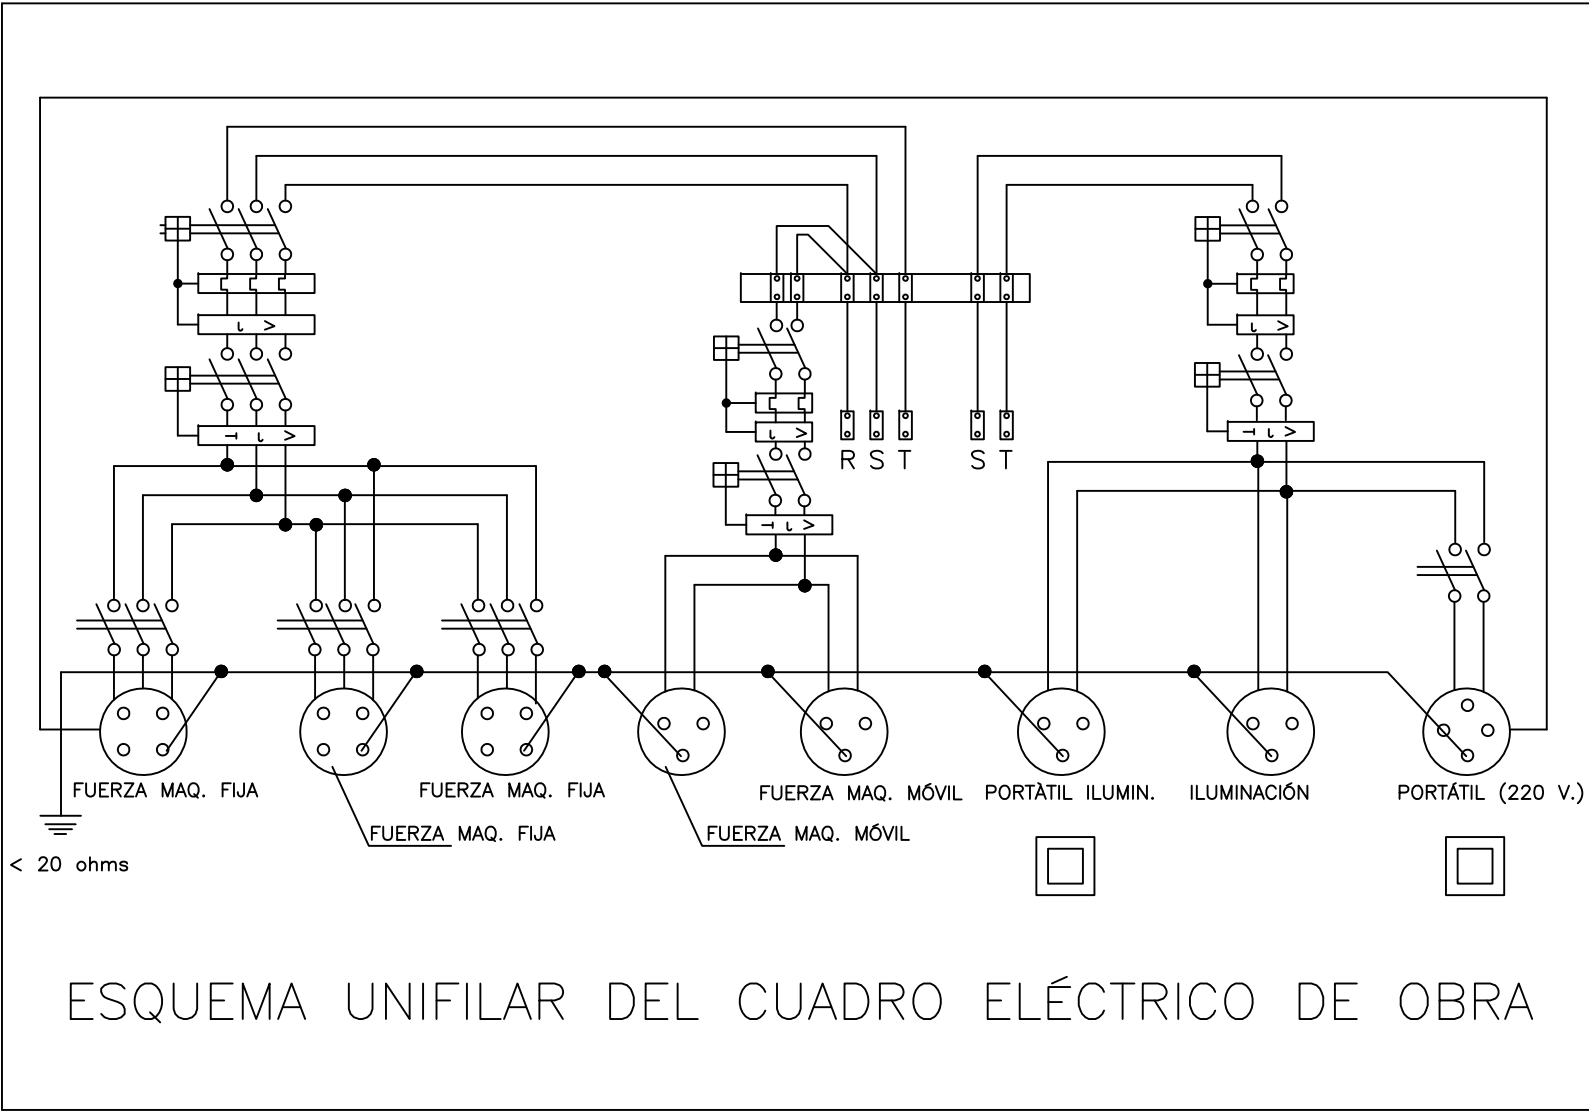 R S T S T
FUERZA MAQ. FIJA
FUERZA MAQ. FIJA
FUERZA MAQ. MÓVIL
PORTÀTIL ILUMIN.
ILUMINACIÓN
PORTÁTIL (220 V.)
FUERZA MAQ. FIJA
FUERZA MAQ. MÓVIL
< 20 ohms
ESQUEMA UNIFILAR DEL CUADRO ELÉCTRICO DE OBRA